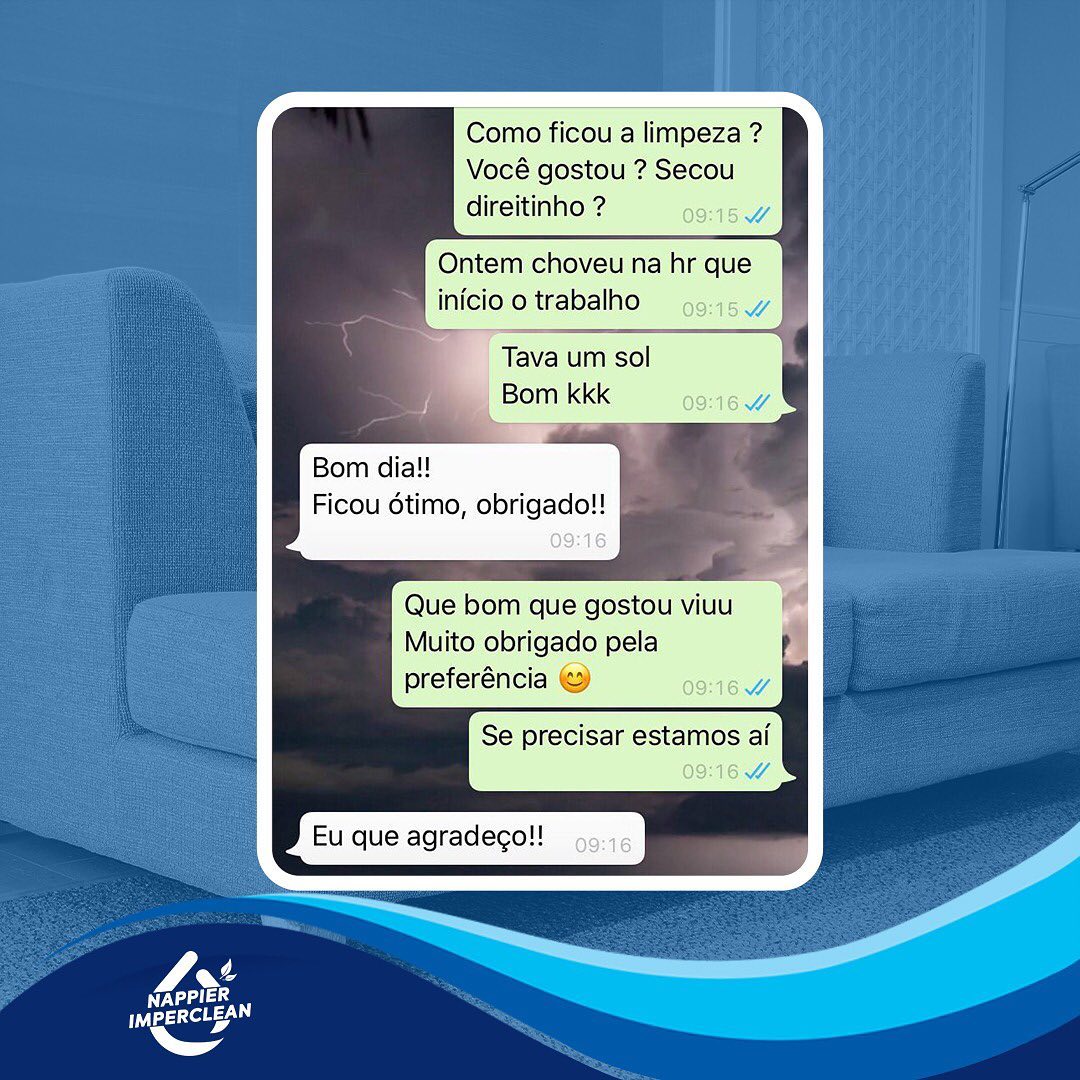 Como ficou a limpeza ?
Você gostou ? Secou
direitinho ?
09:15
Ontem choveu na hr que
início o trabalho
09:15
Tava um sol
Bom kkk
09:16
Bom dia!!
Ficou ótimo, obrigado!!
09:16
Que bom que gostou viuu
Muito obrigado pela
preferência 😊
09:16
Se precisar estamos aí
09:16
Eu que agradeço!!
09:16
NAPPIER
IMPERCLEAN